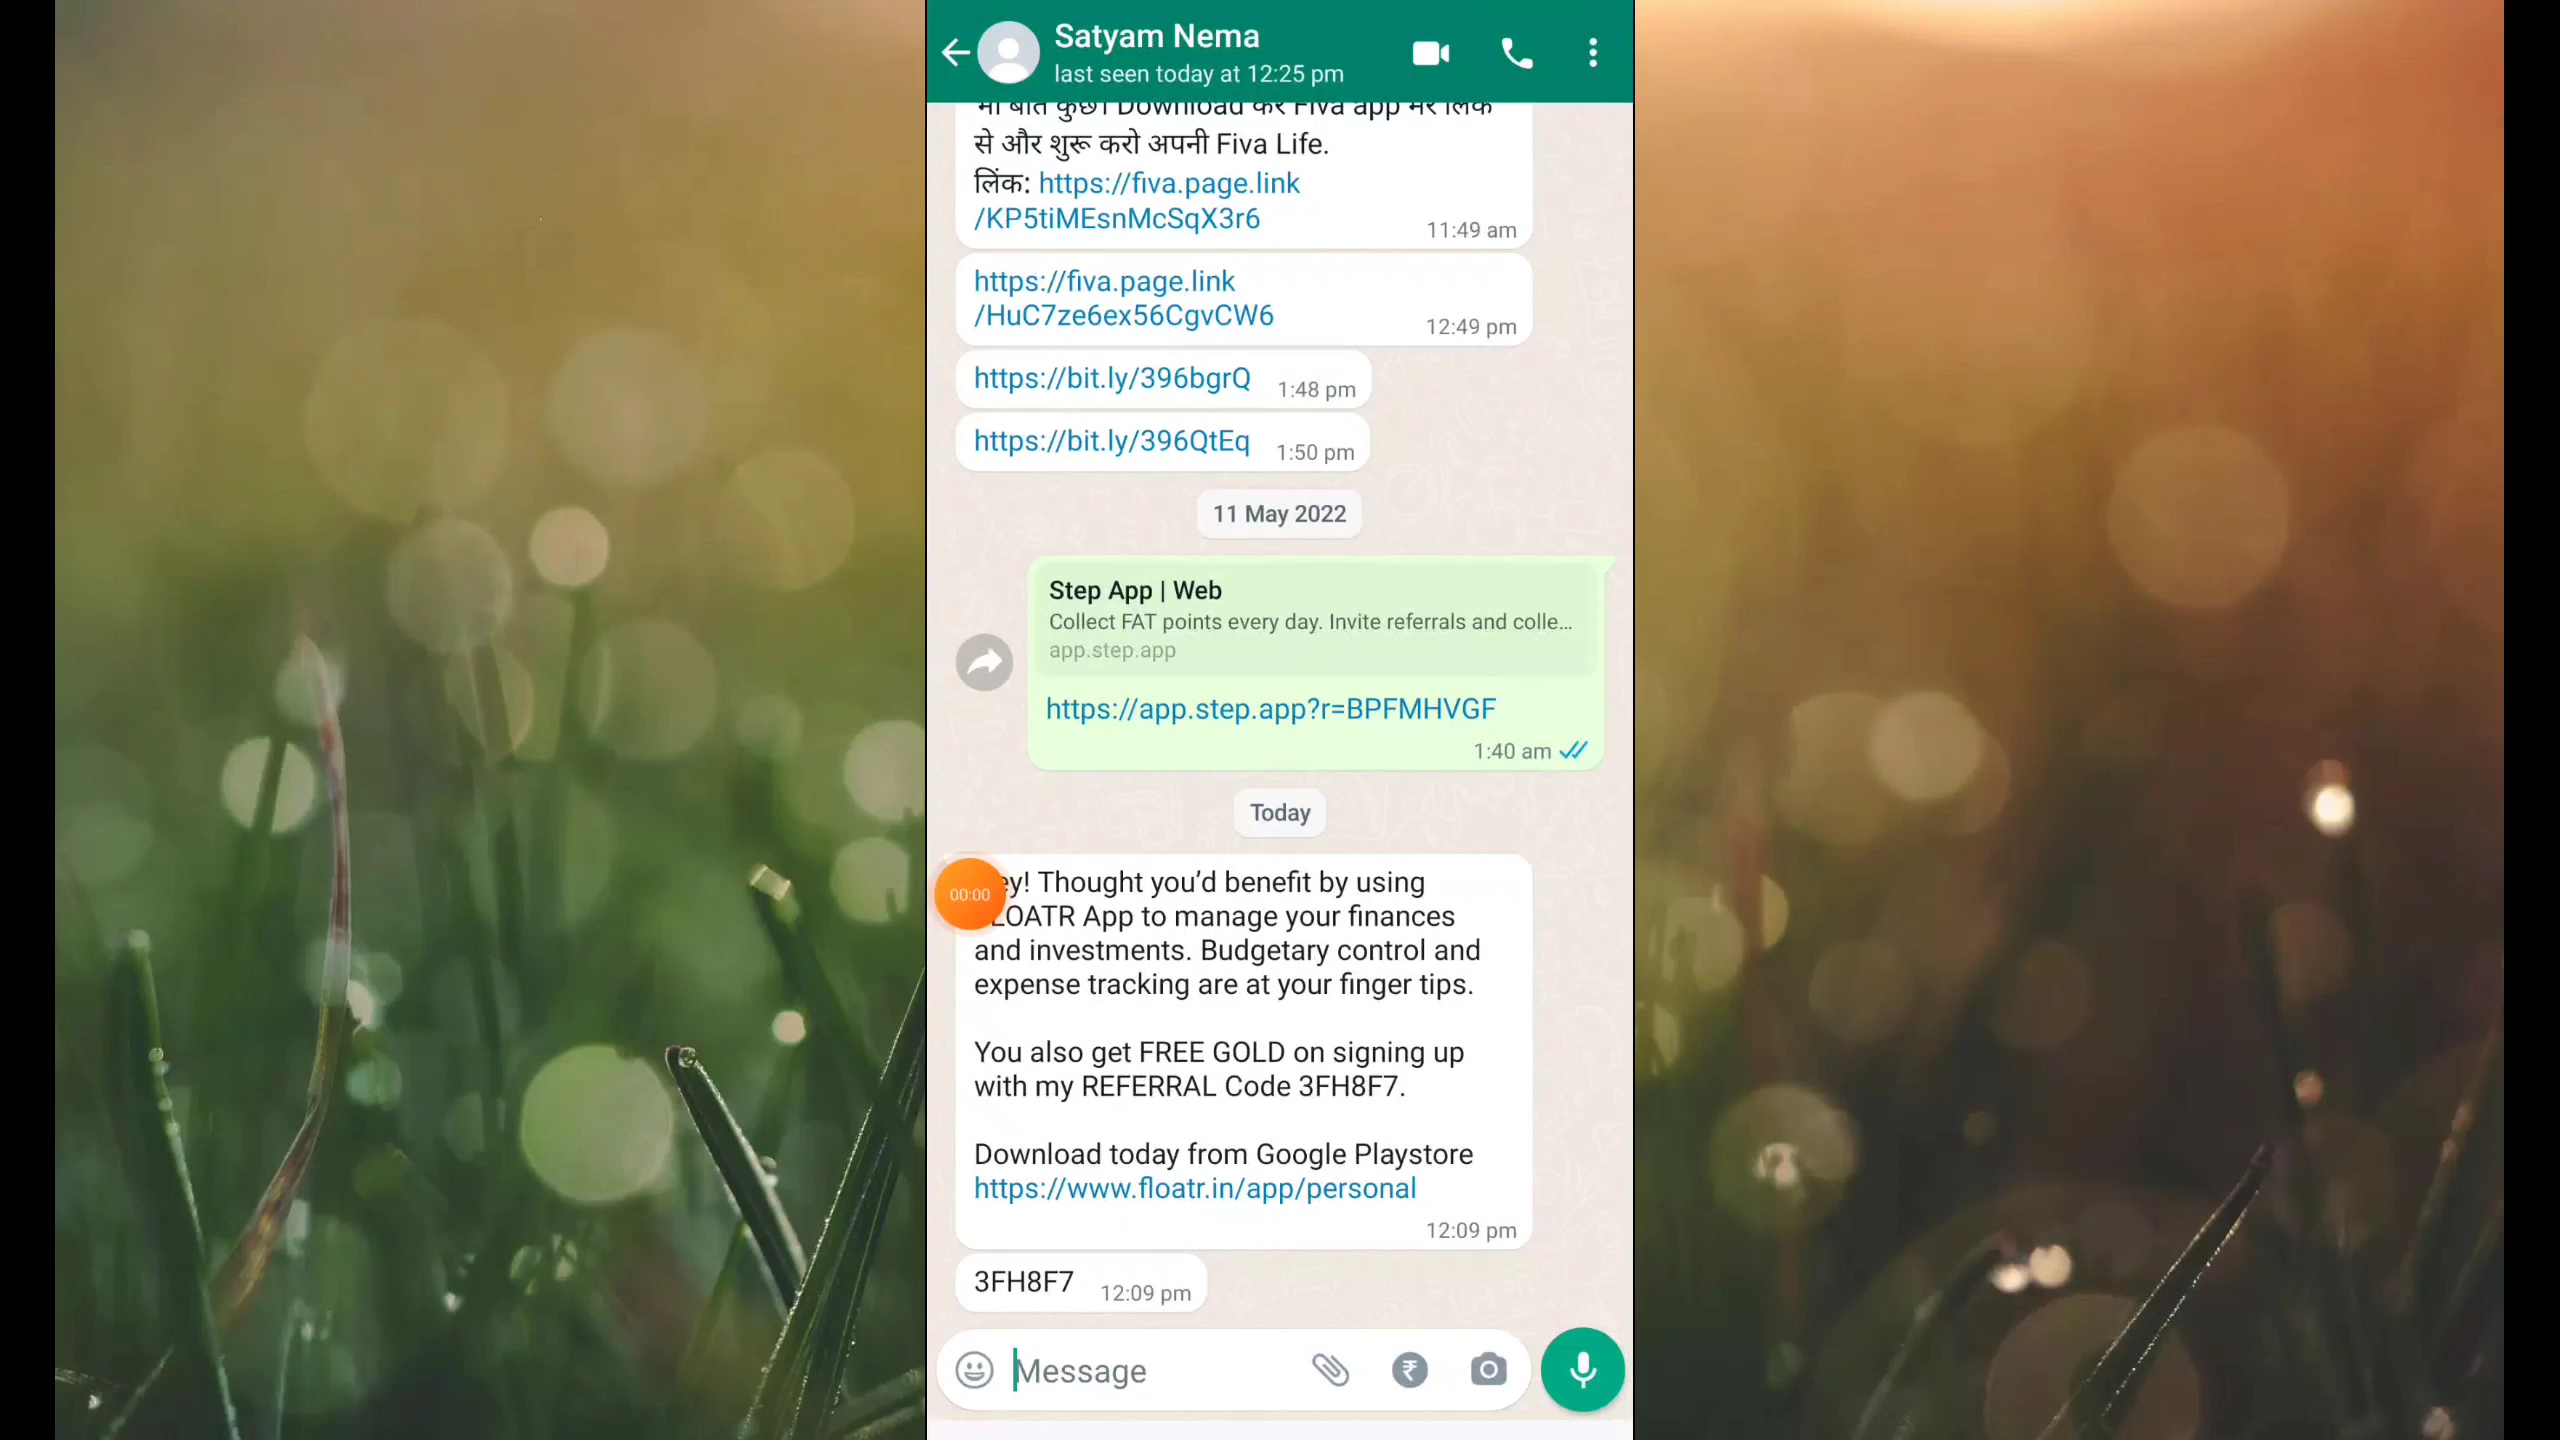 Satyam Nema
last seen today at 12:25 pm
Download कर Fiva app
से और शुरू करो अपनी Fiva Life.
लिंक: https://fiva.page.link
/KP5tiMEsnMcSqX3r6
11:49 am
https://fiva.page.link
/HuC7ze6ex56CgvCW6
12:49 pm
https://bit.ly/396bgrQ 1:48 pm
https://bit.ly/396QtEq 1:50 pm
11 May 2022
Step App | Web
Collect FAT points every day. Invite referrals and colle...
app.step.app
https://app.step.app?r=BPFMHVGF
1:40 am
Today
ey! Thought you’d benefit by using
00:00
LOATR App to manage your finances
and investments. Budgetary control and
expense tracking are at your finger tips.
You also get FREE GOLD on signing up
with my REFERRAL Code 3FH8F7.
Download today from Google Playstore
https://www.floatr.in/app/personal
12:09 pm
3FH8F7 12:09 pm
Message